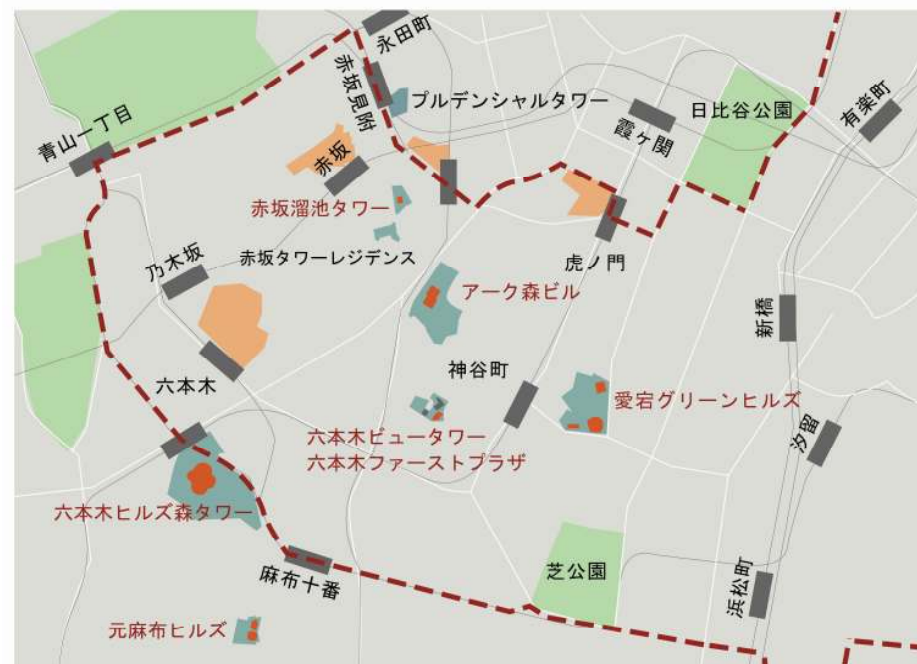 永田町
赤坂見附
プルデンシャルタワー
日比谷公園
有楽町
霞ヶ関
青山一丁目
赤坂
赤坂溜池タワー
赤坂タワーレジデンス
虎ノ門
乃木坂
アーク森ビル
新橋
神谷町
六本木
愛宕グリーンヒルズ
六本木ビュータワー
六本木ファーストプラザ
汐留
六本木ヒルズ森タワー
麻布十番
芝公園
浜松町
元麻布ヒルズ